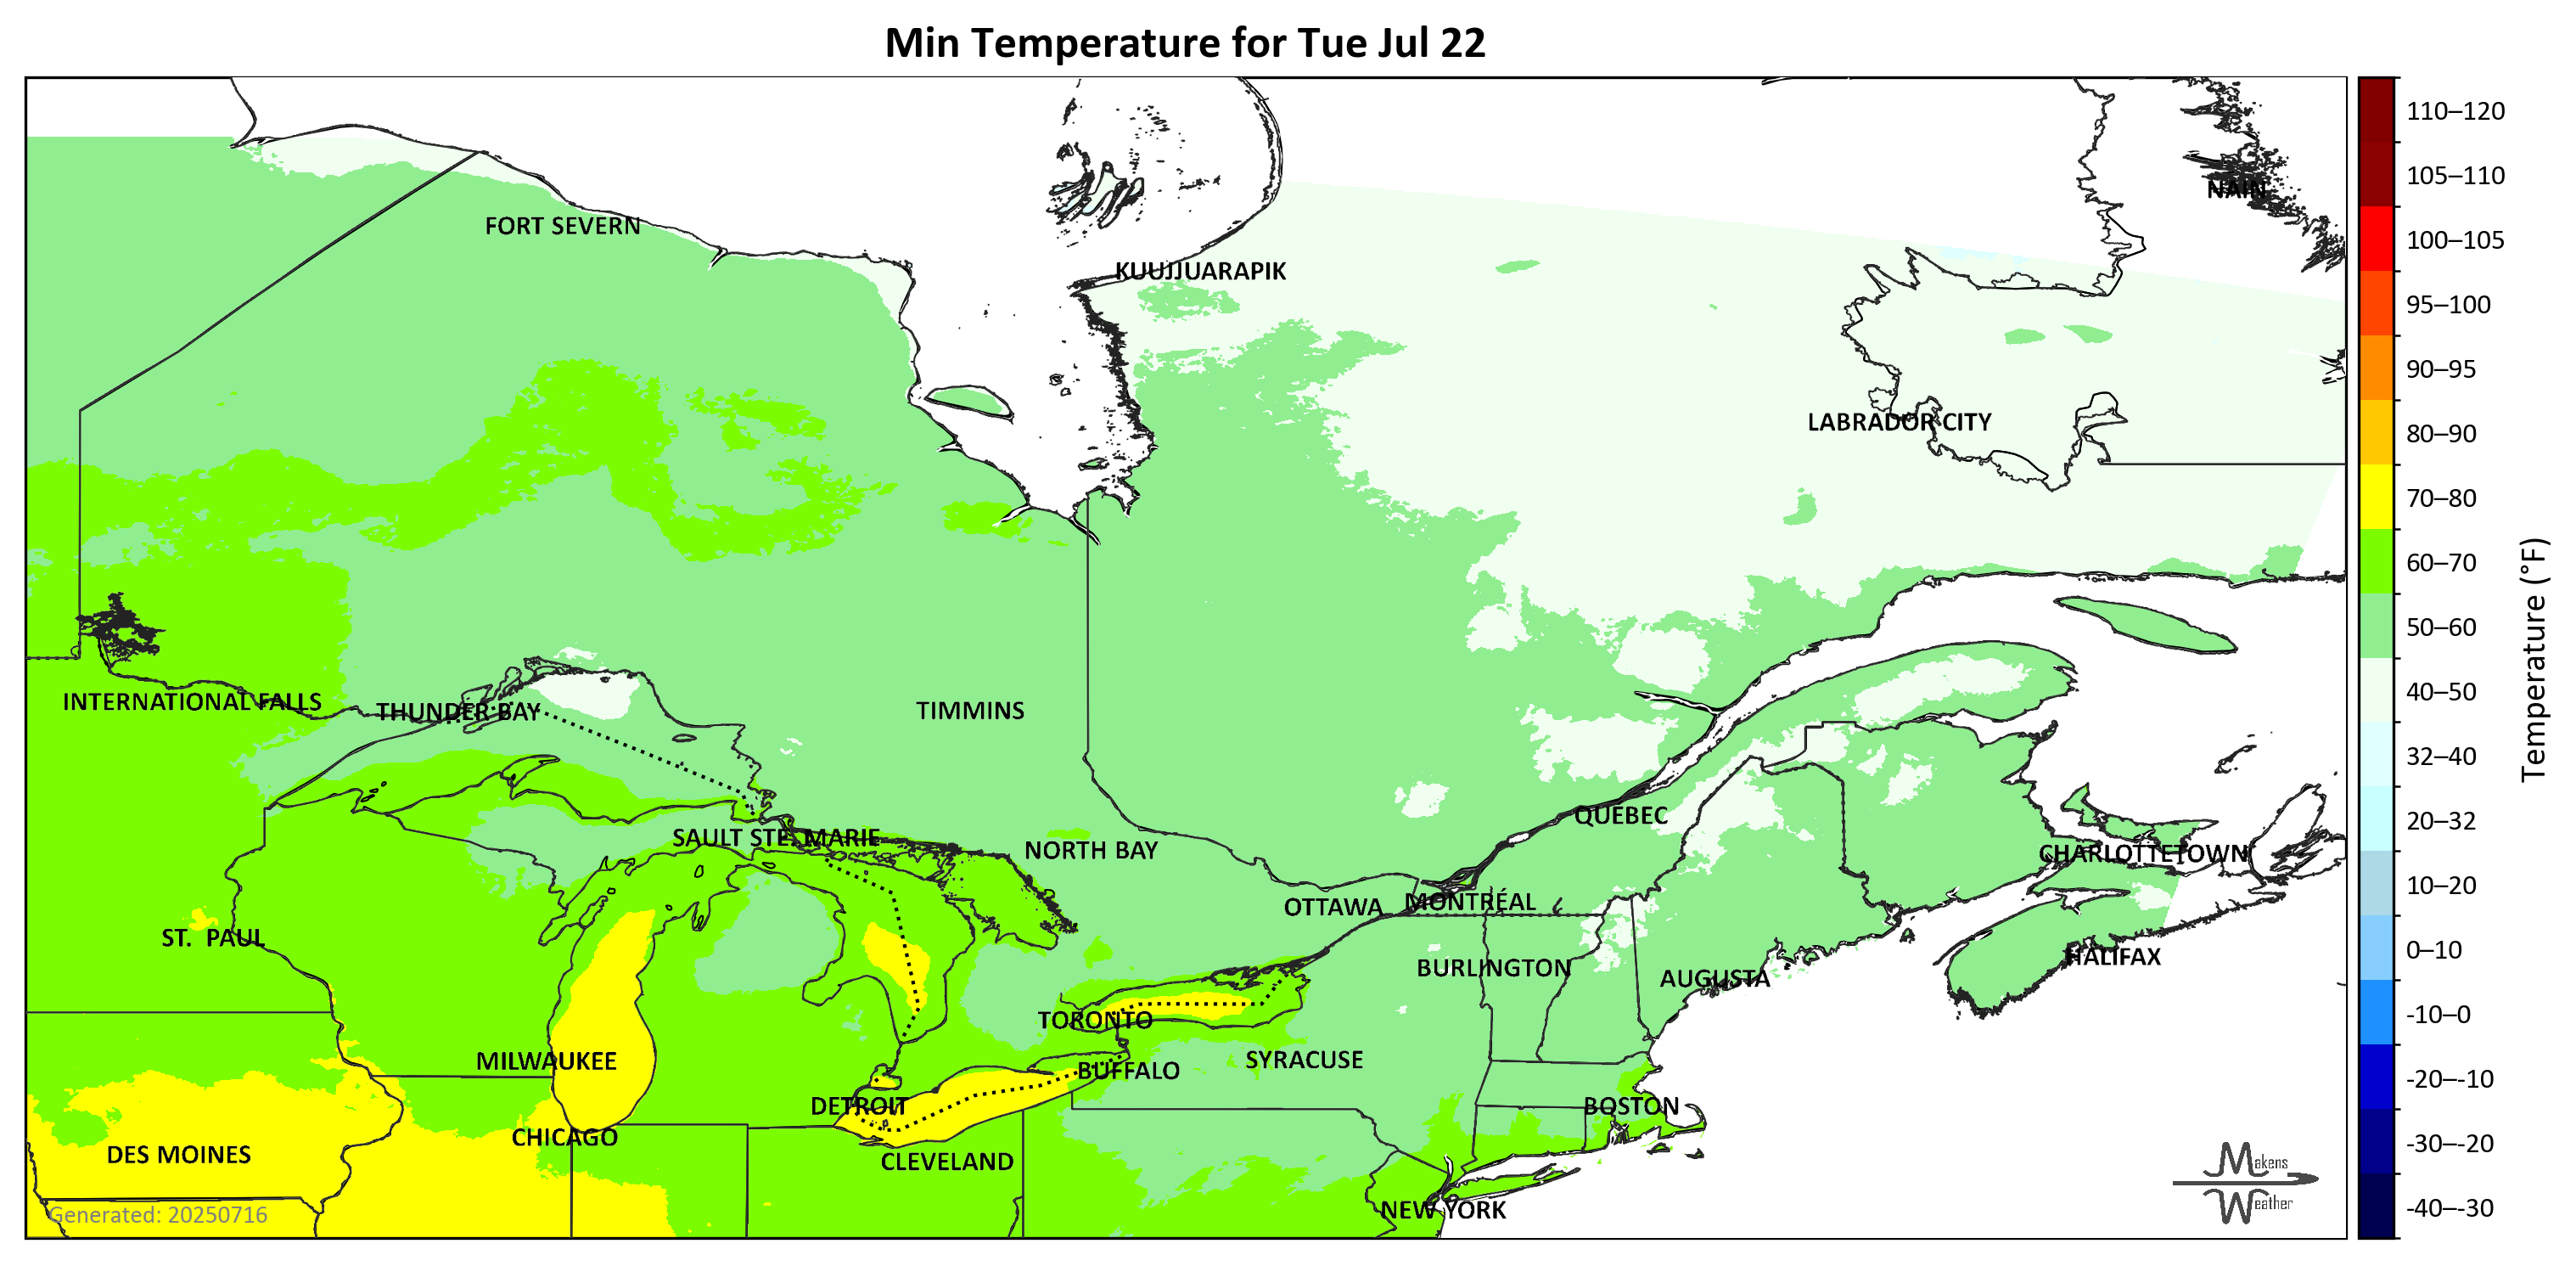 Min Temperature for Tue Jul 22
110–120
105–110
NAIN
FORT SEVERN
100–105
KUUJJUARAPIK
95–100
90–95
LABRADOR CITY
80–90
70–80
60–70
50–60
40–50
Temperature (°F)
INTERNATIONAL FALLS
THUNDER BAY
TIMMINS
32–40
QUÉBEC
20–32
SAULT STE. MARIE
NORTH BAY
CHARLOTTETOWN
10–20
OTTAWA
MONTRÉAL
ST. PAUL
0–10
BURLINGTON
AUGUSTA
HALIFAX
TORONTO
-10–0
MILWAUKEE
SYRACUSE
BUFFALO
-20–-10
DETROIT
BOSTON
CHICAGO
-30–-20
DES MOINES
CLEVELAND
Makens
Weather
NEW YORK
-40–-30
Generated: 20250716